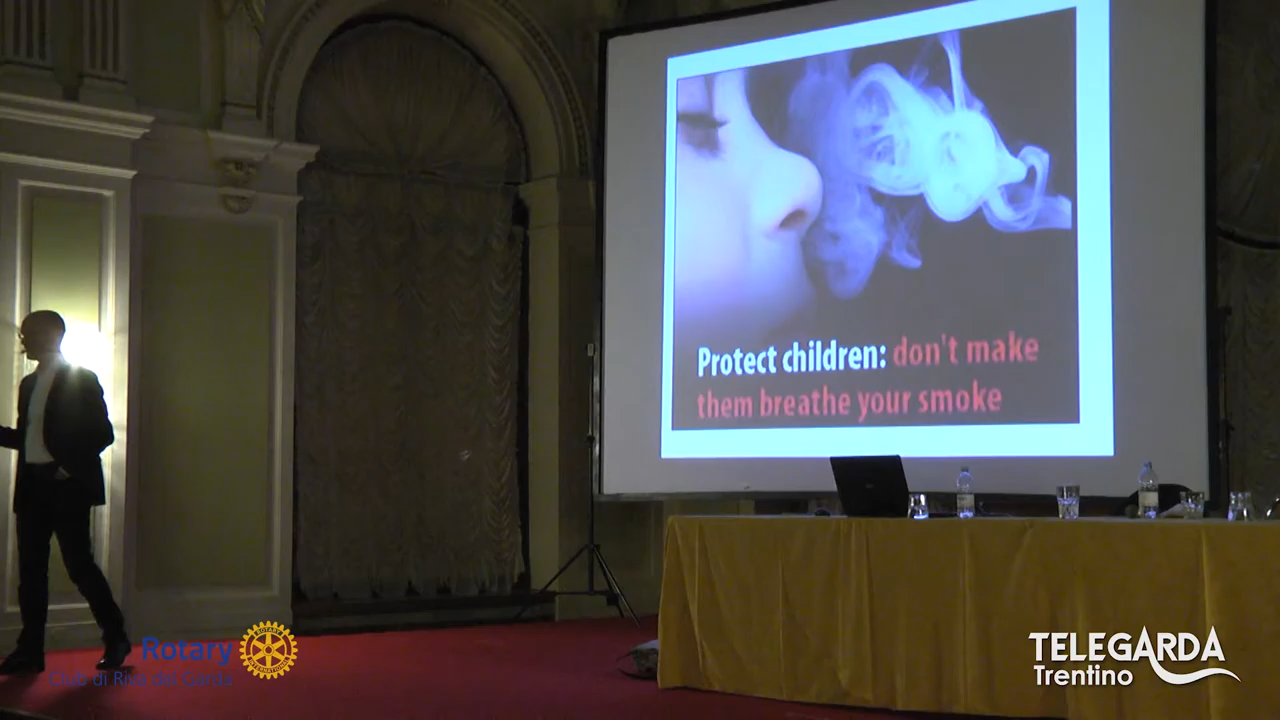 Protect children: don't make
them breathe your smoke
Rotary
Club di Riva del Garda
TELEGARDA
Trentino